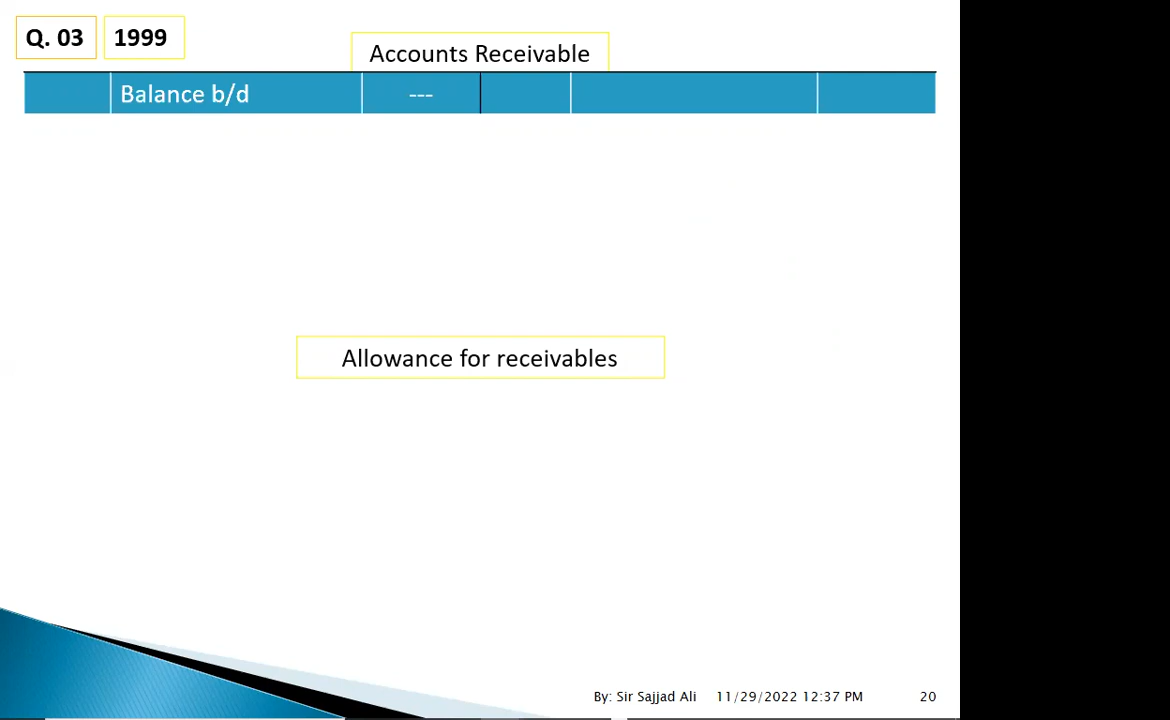 Q. 03 1999
Accounts Receivable
Balance b/d ---
Allowance for receivables
By: Sir Sajjad Ali 11/29/2022 12:37 PM 20